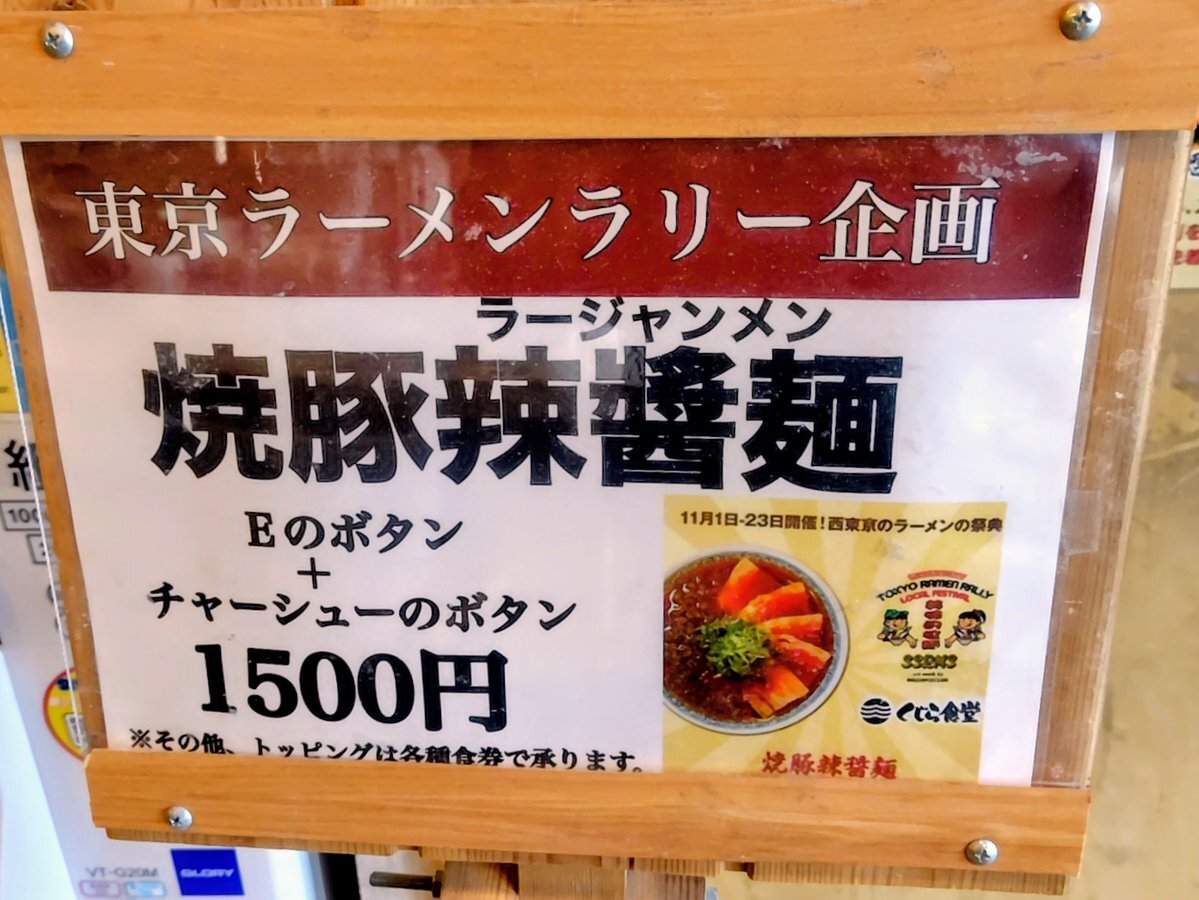 東京ラーメンラリー企画
ラージャンメン
焼豚辣醬麺
Eのボタン
+
チャーシューのボタン
1500円
※その他、トッピングは各種食券で承ります。
11月1日-23日開催！西東京のラーメンの祭典
TOKYO RAMEN RALLY
LOCAL FESTIVAL
くじら食堂
焼豚辣醤麺
VT-G20M
GLORY